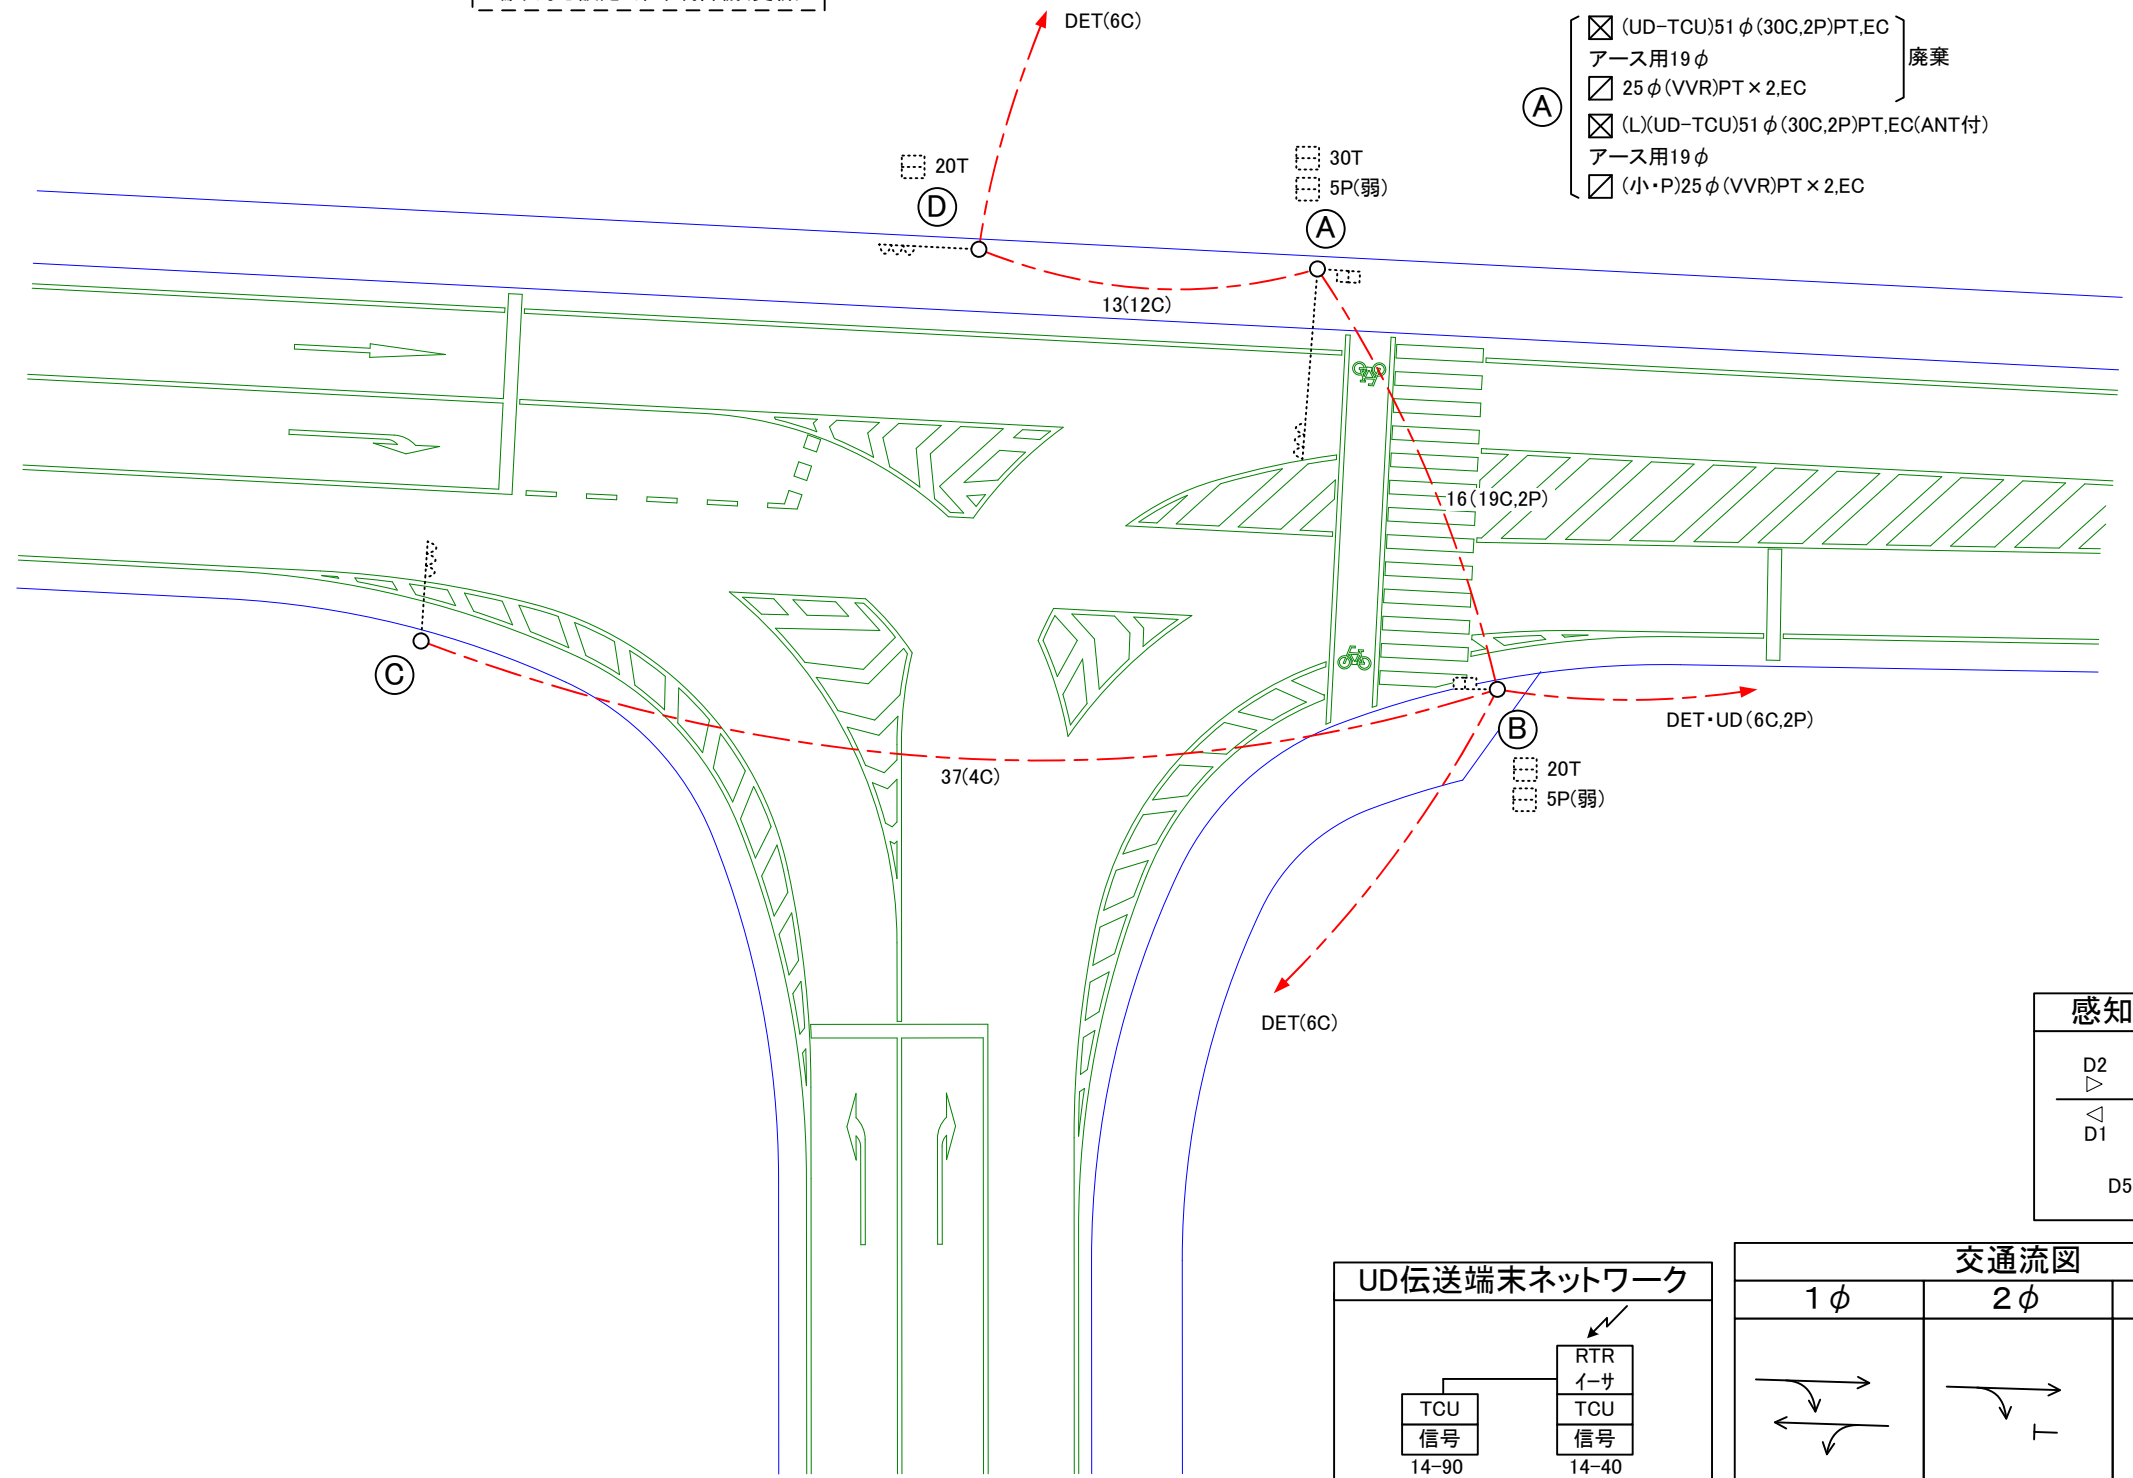 DET(6C)
(UD-TCU)51φ(30C,2P)PT,EC
アース用19φ
25φ(VVR)PT×2,EC
廃棄
A
(L)(UD-TCU)51φ(30C,2P)PT,EC(ANT付)
アース用19φ
(小・P)25φ(VVR)PT×2,EC
20T
D
30T
5P(弱)
A
13(12C)
16(19C,2P)
C
B
DET・UD(6C,2P)
37(4C)
20T
5P(弱)
DET(6C)
感知
D2
D1
D5
UD伝送端末ネットワーク
RTR
イーサ
TCU
TCU
信号
信号
14-90
14-40
交通流図
1φ
2φ